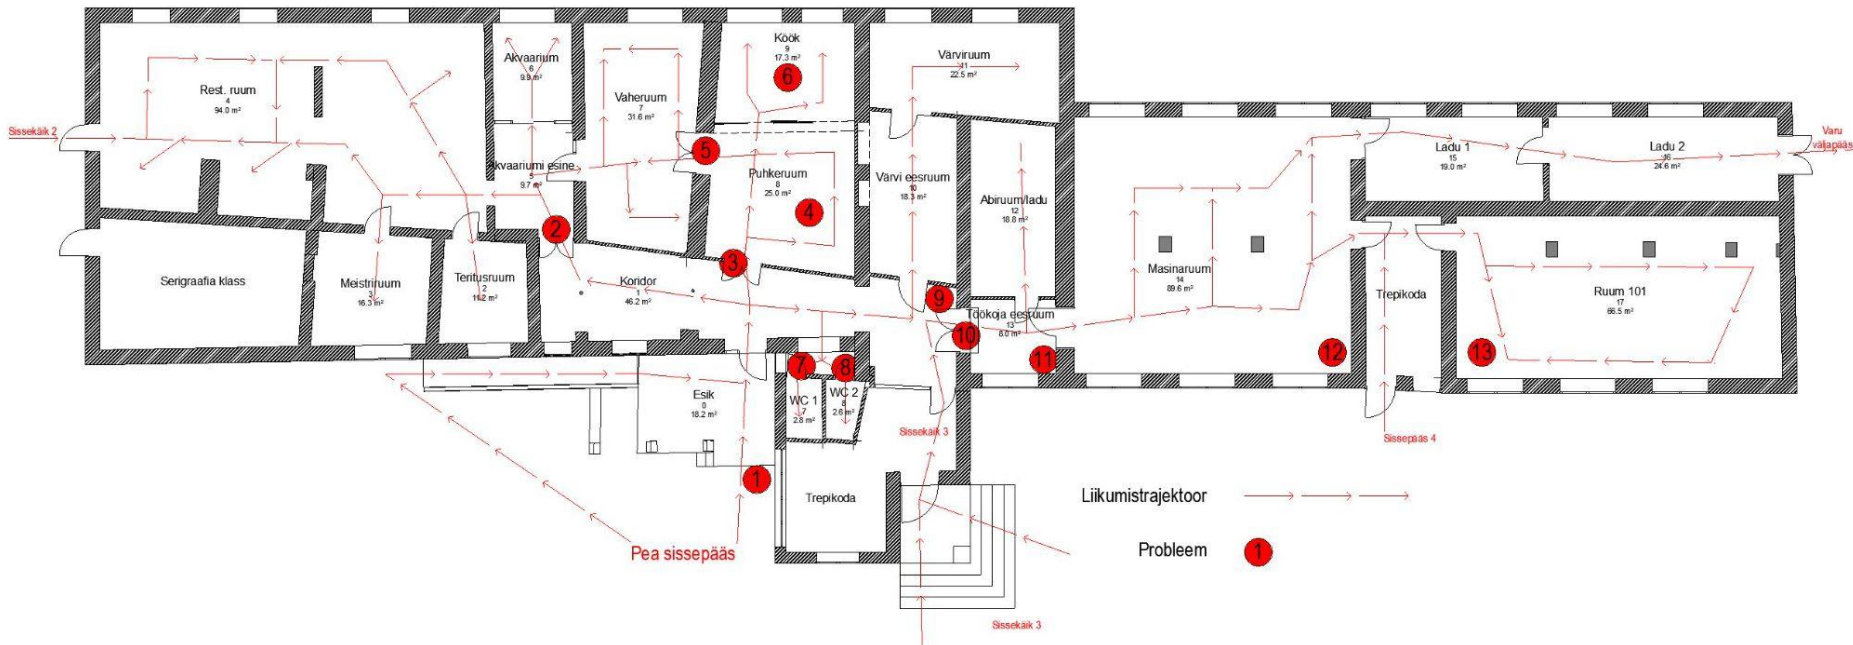 Köök
9
17.3 m²
6
Akvaarium
6
9.9 m²
Värviruum
11
22.5 m²
Rest. ruum
4
94.0 m²
Vaheruum
7
31.6 m²
Sissekäik 2
Varu
väljapääs
5
Ladu 1
15
19.0 m²
Ladu 2
16
24.6 m²
Akvaariumi esine
5
9.7 m²
Puhkeruum
8
25.0 m²
4
Värvi eesruum
10
18.3 m²
Abiruum/ladu
12
18.8 m²
2
3
Serigraafia klass
Meistriruum
3
16.3 m²
Teritusruum
2
11.2 m²
Koridor
1
46.2 m²
Masinaruum
14
89.6 m²
Trepikoda
Ruum 101
17
66.5 m²
9
Töökoja eesruum
13
6.0 m²
10
11
12
13
7
8
Esik
0
18.2 m²
WC 1
7
2.8 m²
WC 2
8
2.6 m²
Sissekäik 3
Sissepääs 4
1
Trepikoda
Liikumistrajektoor
Pea sissepääs
Probleem
1
Sissekäik 3